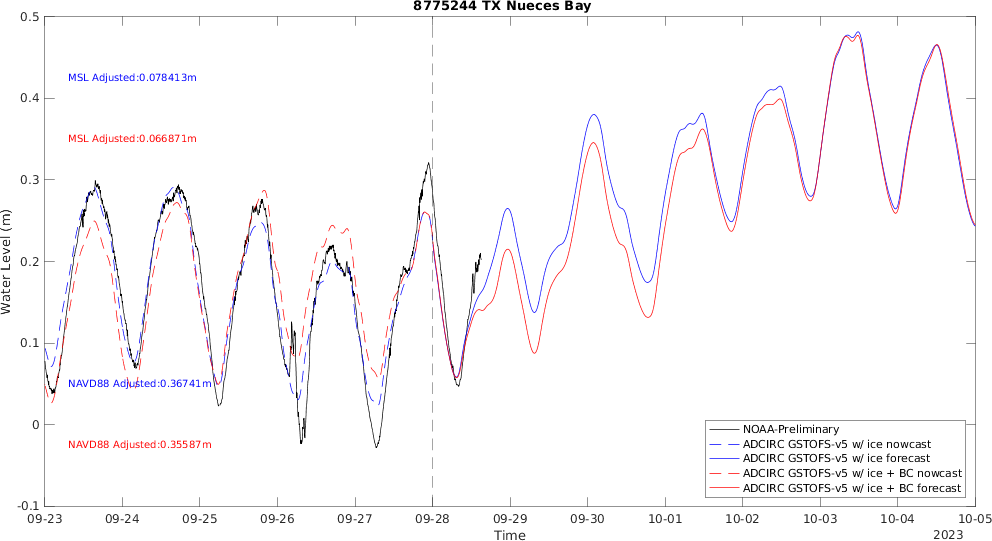 8775244 TX Nueces Bay
0.5
0.4
0.3
0.2
0.1
0
-0.1
Water Level (m)
MSL Adjusted:0.078413m
MSL Adjusted:0.066871m
NAVD88 Adjusted:0.36741m
NAVD88 Adjusted:0.35587m
NOAA-Preliminary
ADCIRC GSTOFS-v5 w/ ice nowcast
ADCIRC GSTOFS-v5 w/ ice forecast
ADCIRC GSTOFS-v5 w/ ice + BC nowcast
ADCIRC GSTOFS-v5 w/ ice + BC forecast
09-23 09-24 09-25 09-26 09-27 09-28 09-29 09-30 10-01 10-02 10-03 10-04 10-05
Time
2023